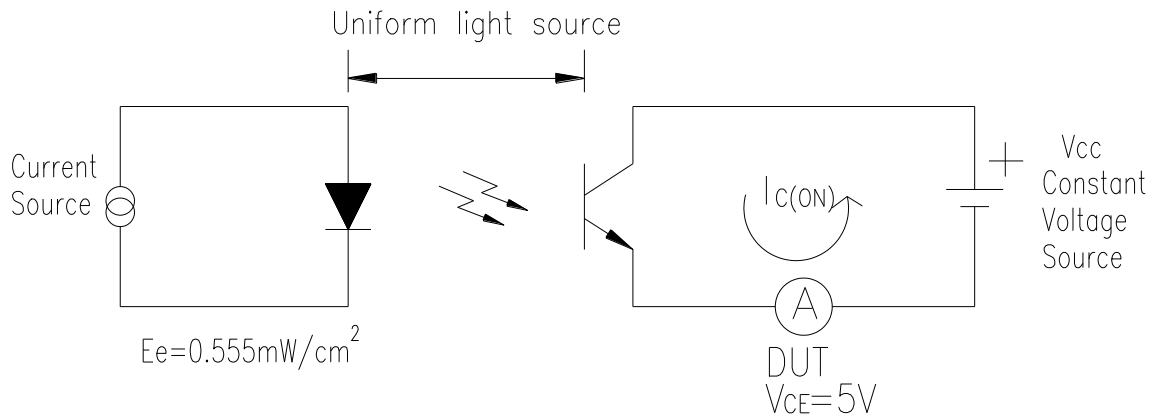 Uniform light source
Current
Source
IC(ON)
+
Vcc
Constant
Voltage
Source
A
Ee=0.555mW/cm²
DUT
VCE=5V